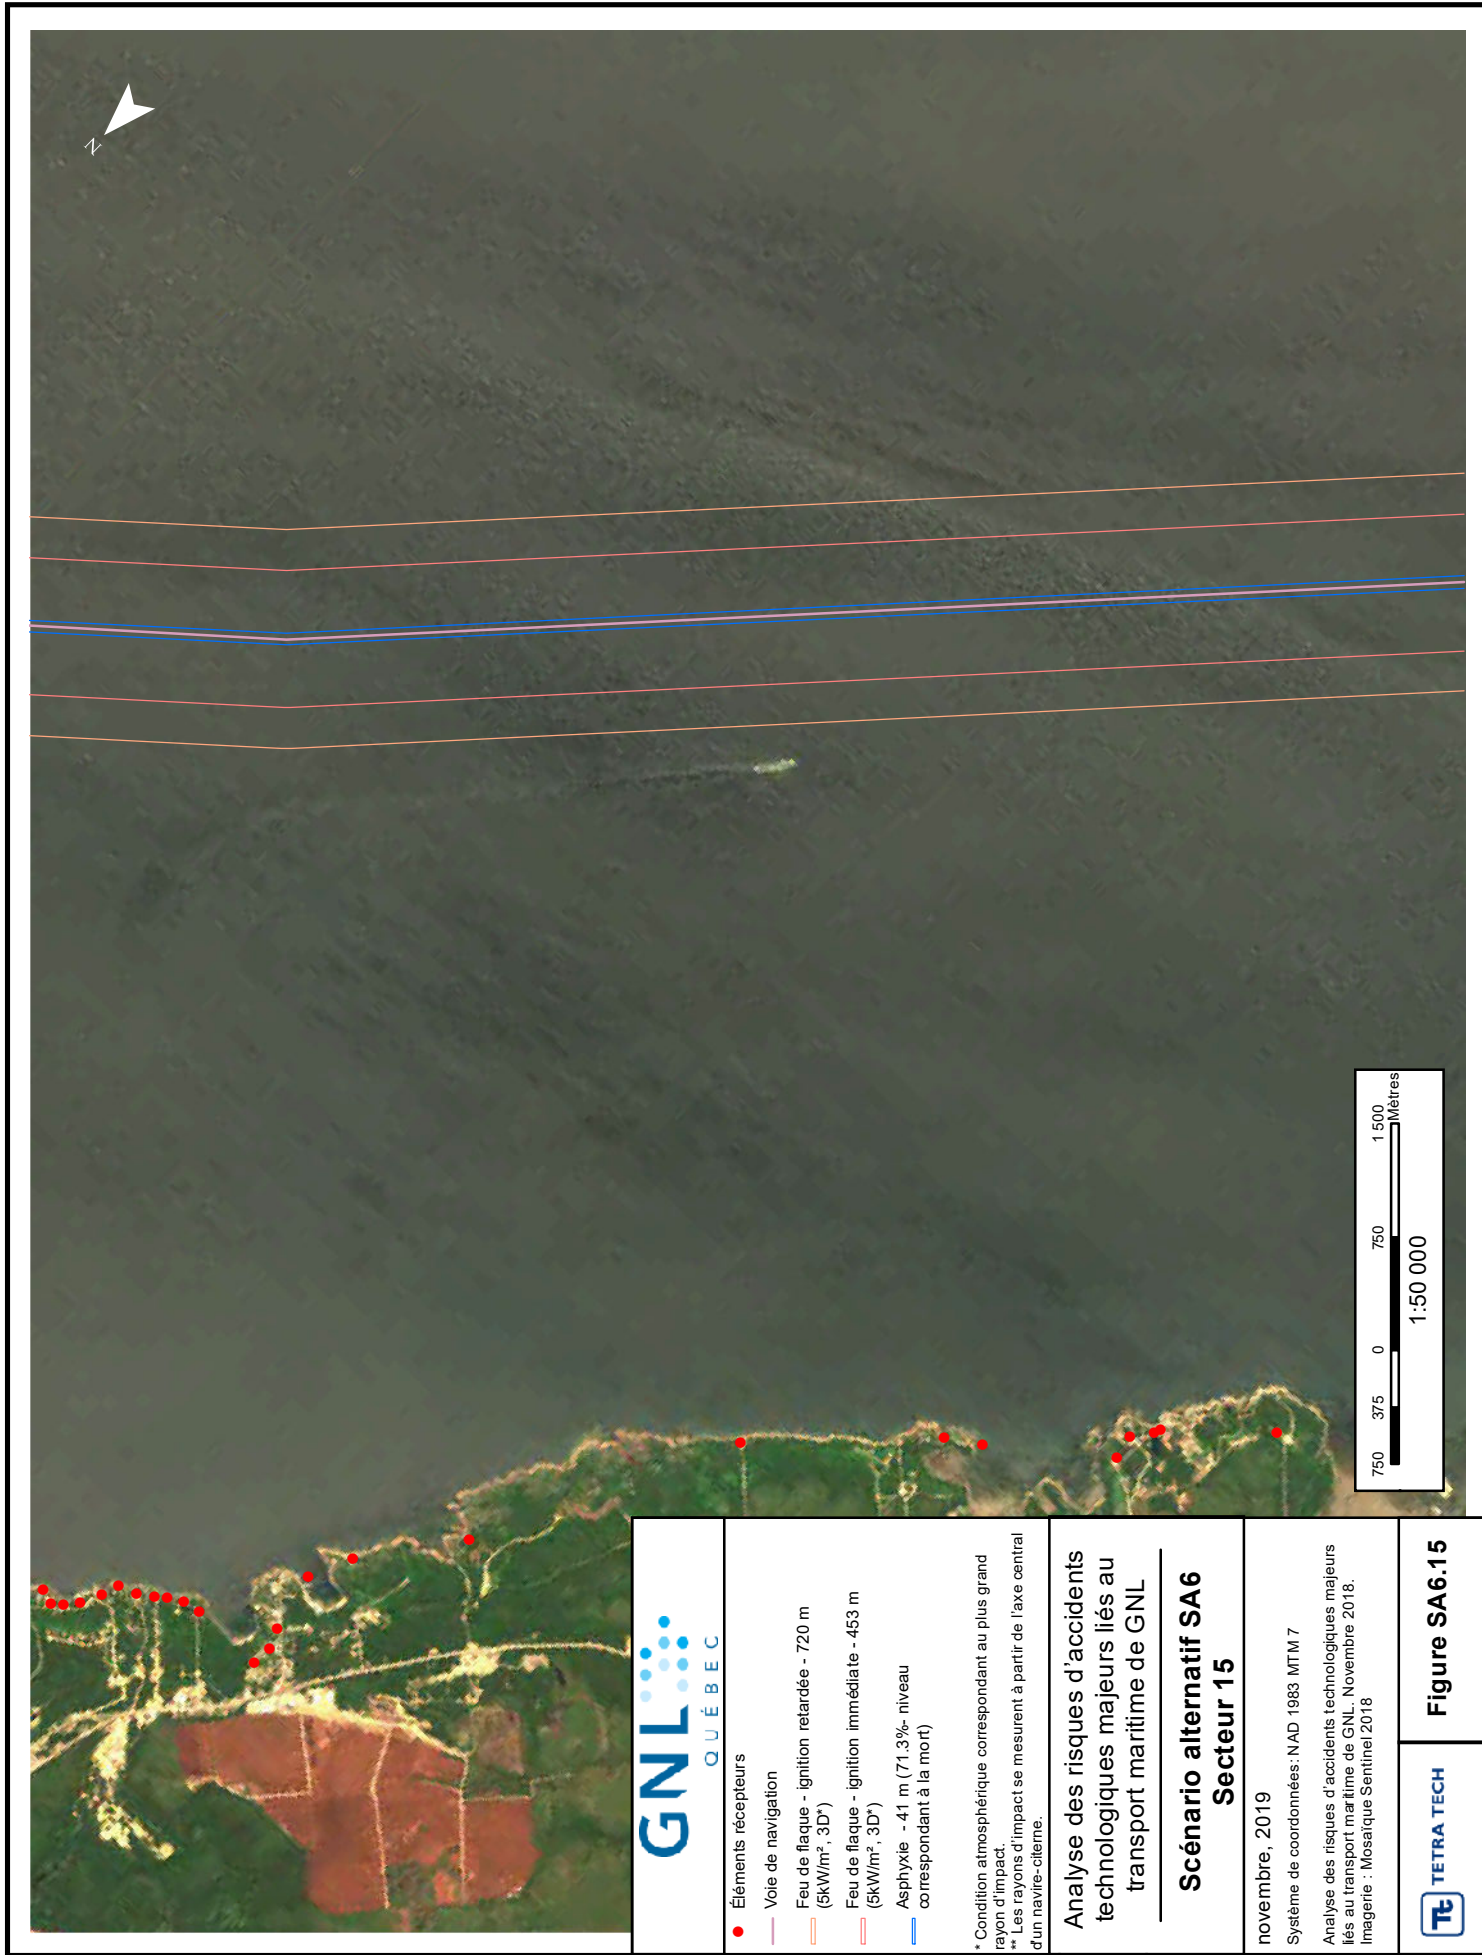 N
GNL
QUÉBEC
Éléments récepteurs
Voie de navigation
Feu de flaque - ignition retardée - 720 m
(5kW/m², 3D*)
Feu de flaque - ignition immédiate - 453 m
(5kW/m², 3D*)
Asphyxie - 41 m (71.3%- niveau
correspondant à la mort)
* Condition atmosphérique correspondant au plus grand
rayon d'impact.
** Les rayons d'impact se mesurent à partir de l'axe central
d'un navire-citerne.
Analyse des risques d'accidents
technologiques majeurs liés au
transport maritime de GNL
Scénario alternatif SA6
Secteur 15
novembre, 2019
Système de coordonnées: NAD 1983 MTM 7
Analyse des risques d'accidents technologiques majeurs
liés au transport maritime de GNL. Novembre 2018.
Imagerie : Mosaïque Sentinel 2018
Tt TETRA TECH
Figure SA6.15
750 375 0 750 1 500
Mètres
1:50 000